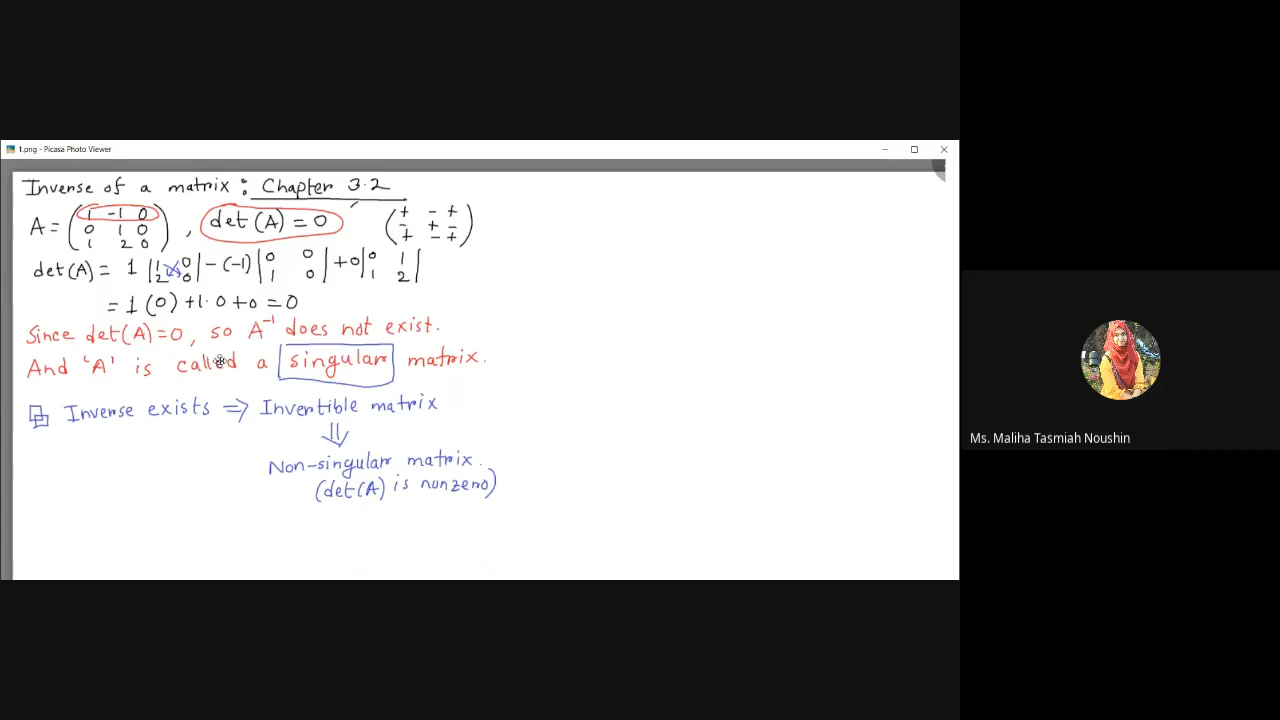 1.png - Picasa Photo Viewer
Inverse of a matrix: Chapter 3.2
A = (1 -1 0
0 1 0
1 2 0) , det(A) = 0 (+ - +
- + -
+ - +)
det(A) = 1 |1 0
2 0| - (-1) |0 0
1 0| + 0 |0 1
1 2|
= 1 (0) + 1.0 + 0 = 0
Since det(A) = 0, so A⁻¹ does not exist.
And 'A' is called a singular matrix.
Inverse exists ⇒ Invertible matrix
⇓
Non-singular matrix.
(det(A) is nonzero)
Ms. Maliha Tasmiah Noushin